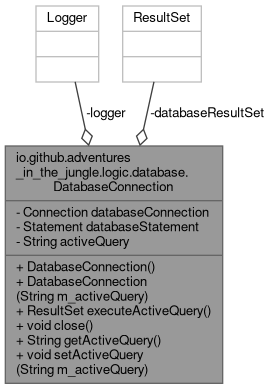 Logger
ResultSet
-logger
-databaseResultSet
io.github.adventures
_in_the_jungle.logic.database.
DatabaseConnection
- Connection databaseConnection
- Statement databaseStatement
- String activeQuery
+ DatabaseConnection()
+ DatabaseConnection
(String m_activeQuery)
+ ResultSet executeActiveQuery()
+ void close()
+ String getActiveQuery()
+ void setActiveQuery
(String m_activeQuery)